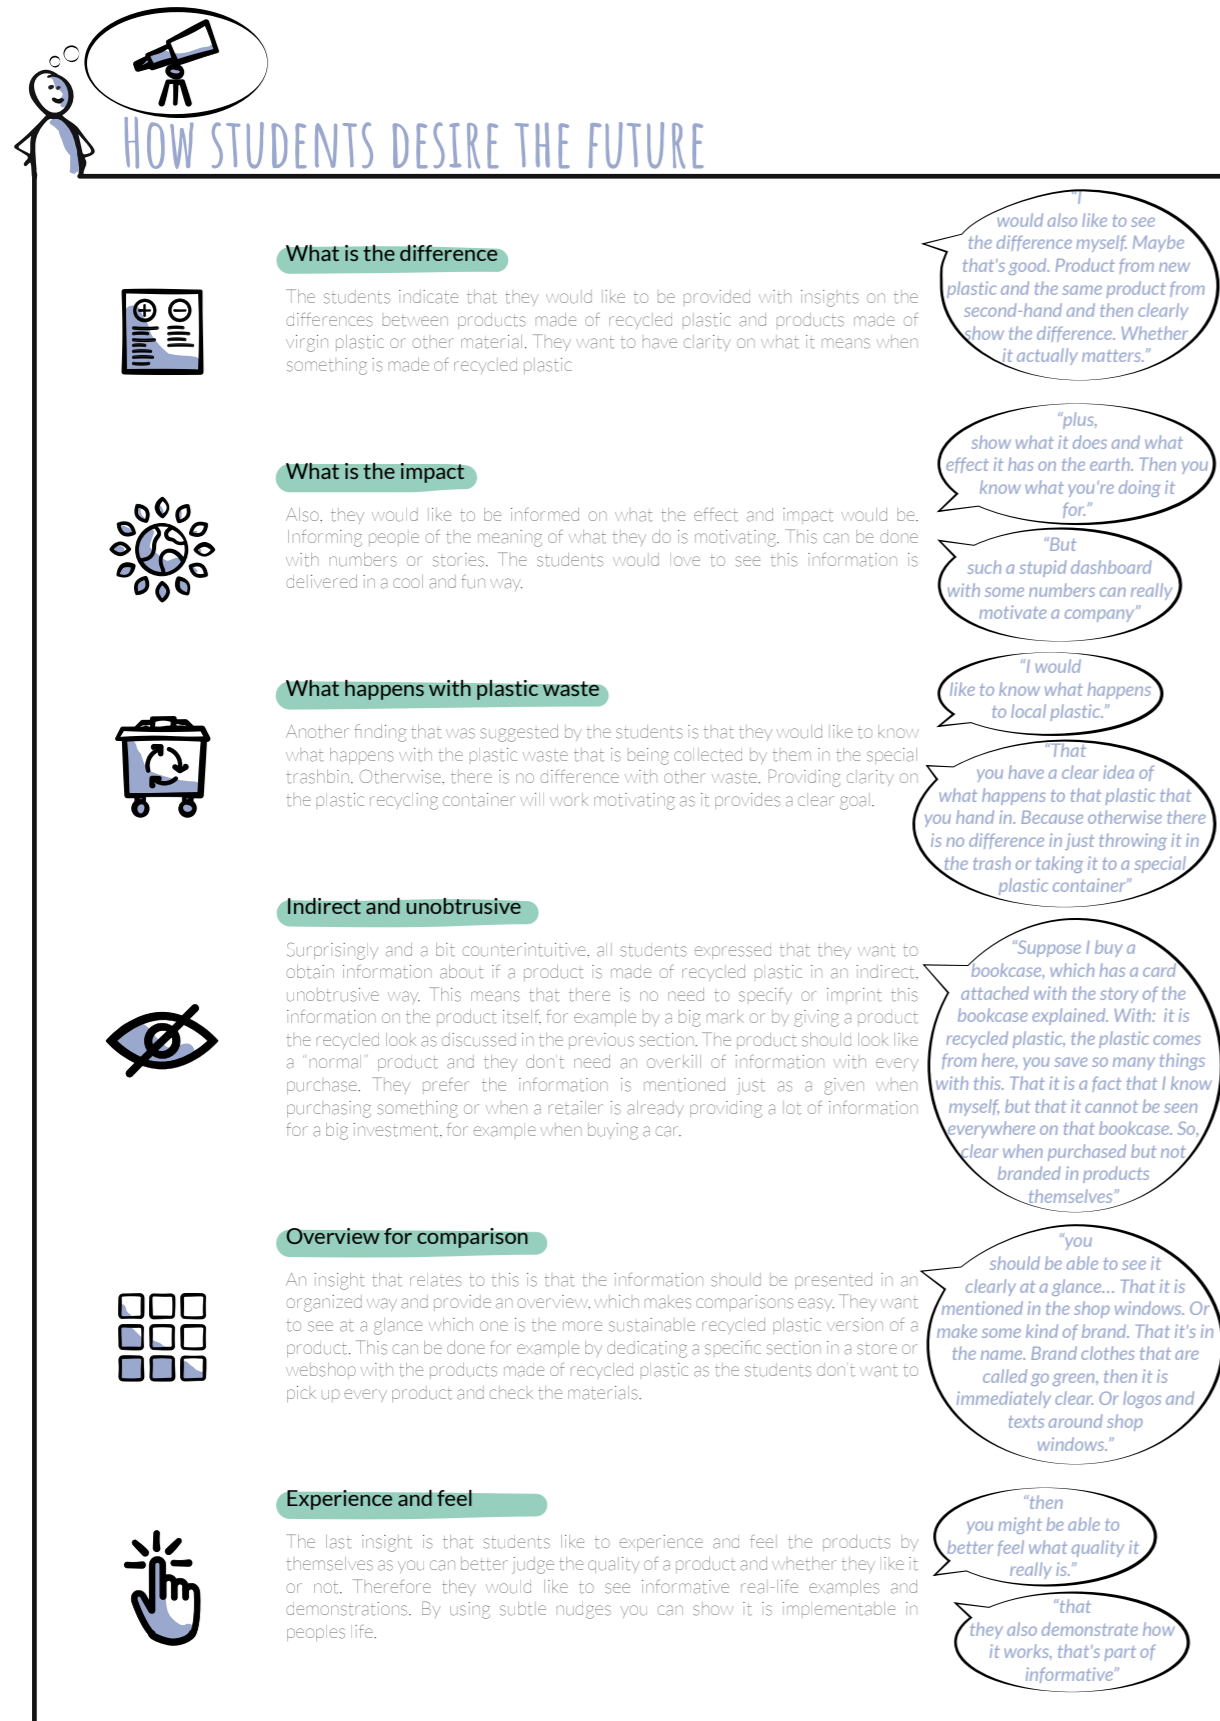 HOW STUDENTS DESIRE THE FUTURE
What is the difference
The students indicate that they would like to be provided with insights on the
differences between products made of recycled plastic and products made of
virgin plastic or other material. They want to have clarity on what it means when
something is made of recycled plastic
"I
would also like to see
the difference myself. Maybe
that's good. Product from new
plastic and the same product from
second-hand and then clearly
show the difference. Whether
it actually matters."
What is the impact
Also, they would like to be informed on what the effect and impact would be.
Informing people of the meaning of what they do is motivating. This can be done
with numbers or stories. The students would love to see this information is
delivered in a cool and fun way.
"plus,
show what it does and what
effect it has on the earth. Then you
know what you're doing it
for."
"But
such a stupid dashboard
with some numbers can really
motivate a company"
What happens with plastic waste
Another finding that was suggested by the students is that they would like to know
what happens with the plastic waste that is being collected by them in the special
trashbin. Otherwise, there is no difference with other waste. Providing clarity on
the plastic recycling container will work motivating as it provides a clear goal.
"I would
like to know what happens
to local plastic."
"That
you have a clear idea of
what happens to that plastic that
you hand in. Because otherwise there
is no difference in just throwing it in
the trash or taking it to a special
plastic container"
Indirect and unobtrusive
Surprisingly and a bit counterintuitive, all students expressed that they want to
obtain information about if a product is made of recycled plastic in an indirect,
unobtrusive way. This means that there is no need to specify or imprint this
information on the product itself, for example by a big mark or by giving a product
the recycled look as discussed in the previous section. The product should look like
a "normal" product and they don't need an overkill of information with every
purchase. They prefer the information is mentioned just as a given when
purchasing something or when a retailer is already providing a lot of information
for a big investment, for example when buying a car.
"Suppose I buy a
bookcase, which has a card
attached with the story of the
bookcase explained. With: it is
recycled plastic, the plastic comes
from here, you save so many things
with this. That it is a fact that I know
myself, but that it cannot be seen
everywhere on that bookcase. So,
clear when purchased but not
branded in products
themselves"
Overview for comparison
An insight that relates to this is that the information should be presented in an
organized way and provide an overview, which makes comparisons easy. They want
to see at a glance which one is the more sustainable recycled plastic version of a
product. This can be done for example by dedicating a specific section in a store or
webshop with the products made of recycled plastic as the students don't want to
pick up every product and check the materials.
"you
should be able to see it
clearly at a glance... That it is
mentioned in the shop windows. Or
make some kind of brand. That it's in
the name. Brand clothes that are
called go green, then it is
immediately clear. Or logos and
texts around shop
windows."
Experience and feel
The last insight is that students like to experience and feel the products by
themselves as you can better judge the quality of a product and whether they like it
or not. Therefore they would like to see informative real-life examples and
demonstrations. By using subtle nudges you can show it is implementable in
peoples life.
"then
you might be able to
better feel what quality it
really is."
"that
they also demonstrate how
it works, that's part of
informative"